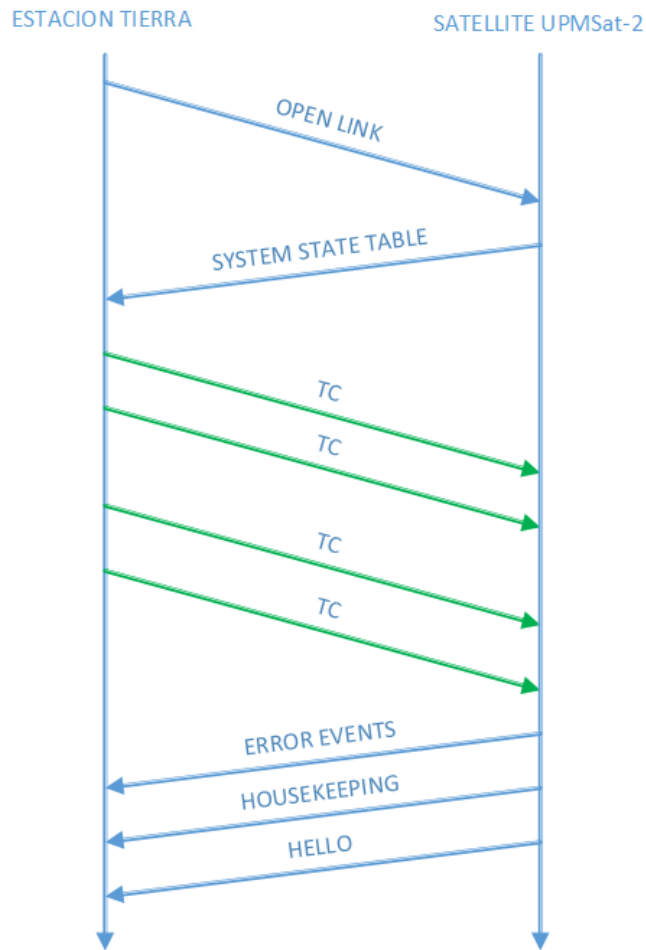 ESTACION TIERRA
SATELLITE UPMSat-2
OPEN LINK
SYSTEM STATE TABLE
TC
TC
TC
TC
ERROR EVENTS
HOUSEKEEPING
HELLO